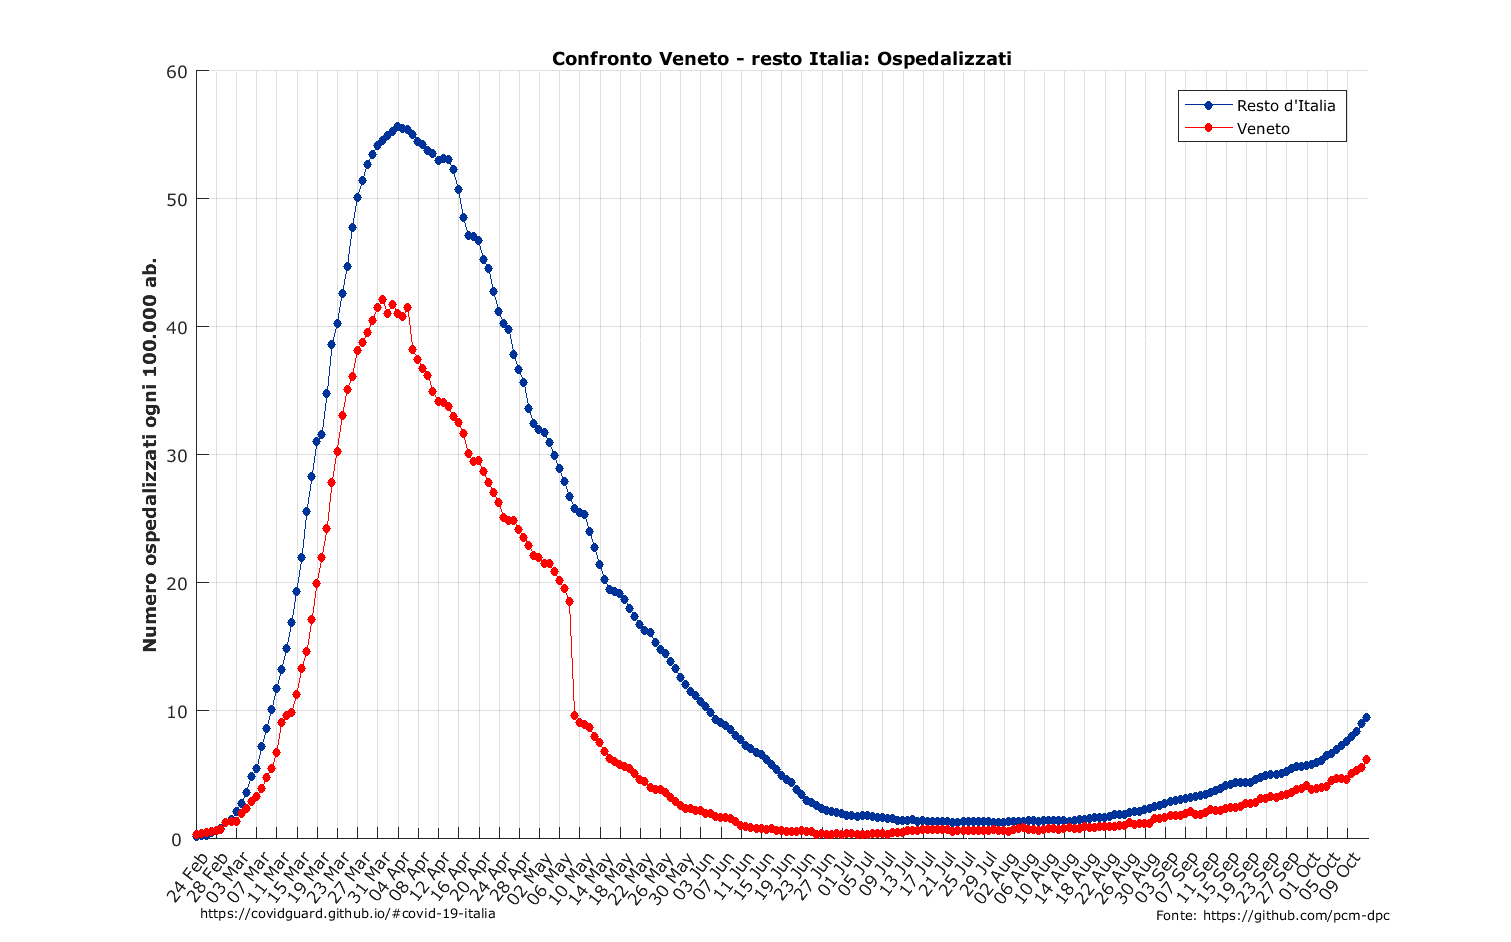 Confronto Veneto - resto Italia: Ospedalizzati
Resto d'Italia
Veneto
Numero ospedalizzati ogni 100.000 ab.
60
50
40
30
20
10
0
24 Feb
28 Feb
03 Mar
07 Mar
11 Mar
15 Mar
19 Mar
23 Mar
27 Mar
31 Mar
04 Apr
08 Apr
12 Apr
16 Apr
20 Apr
24 Apr
28 Apr
02 May
06 May
10 May
14 May
18 May
22 May
26 May
30 May
03 Jun
07 Jun
11 Jun
15 Jun
19 Jun
23 Jun
27 Jun
01 Jul
05 Jul
09 Jul
13 Jul
17 Jul
21 Jul
25 Jul
29 Jul
02 Aug
06 Aug
10 Aug
14 Aug
18 Aug
22 Aug
26 Aug
30 Aug
03 Sep
07 Sep
11 Sep
15 Sep
19 Sep
23 Sep
27 Sep
01 Oct
05 Oct
09 Oct
https://covidguard.github.io/#covid-19-italia
Fonte: https://github.com/pcm-dpc